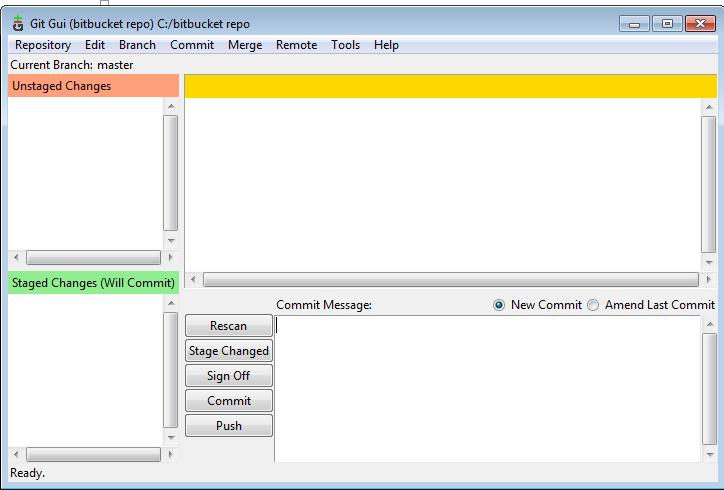 Git Gui (bitbucket repo) C:/bitbucket repo
Repository Edit Branch Commit Merge Remote Tools Help
Current Branch: master
Unstaged Changes
Staged Changes (Will Commit)
Commit Message: New Commit Amend Last Commit
Rescan
Stage Changed
Sign Off
Commit
Push
Ready.